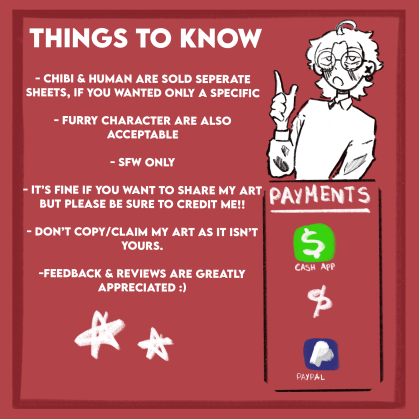 THINGS TO KNOW
- CHIBI & HUMAN ARE SOLD SEPERATE
SHEETS, IF YOU WANTED ONLY A SPECIFIC
- FURRY CHARACTER ARE ALSO
ACCEPTABLE
- SFW ONLY
- IT'S FINE IF YOU WANT TO SHARE MY ART
BUT PLEASE BE SURE TO CREDIT ME!!
- DON'T COPY/CLAIM MY ART AS IT ISN'T
YOURS.
-FEEDBACK & REVIEWS ARE GREATLY
APPRECIATED :)
PAYMENTS
$
CASH APP
$
P
PAYPAL